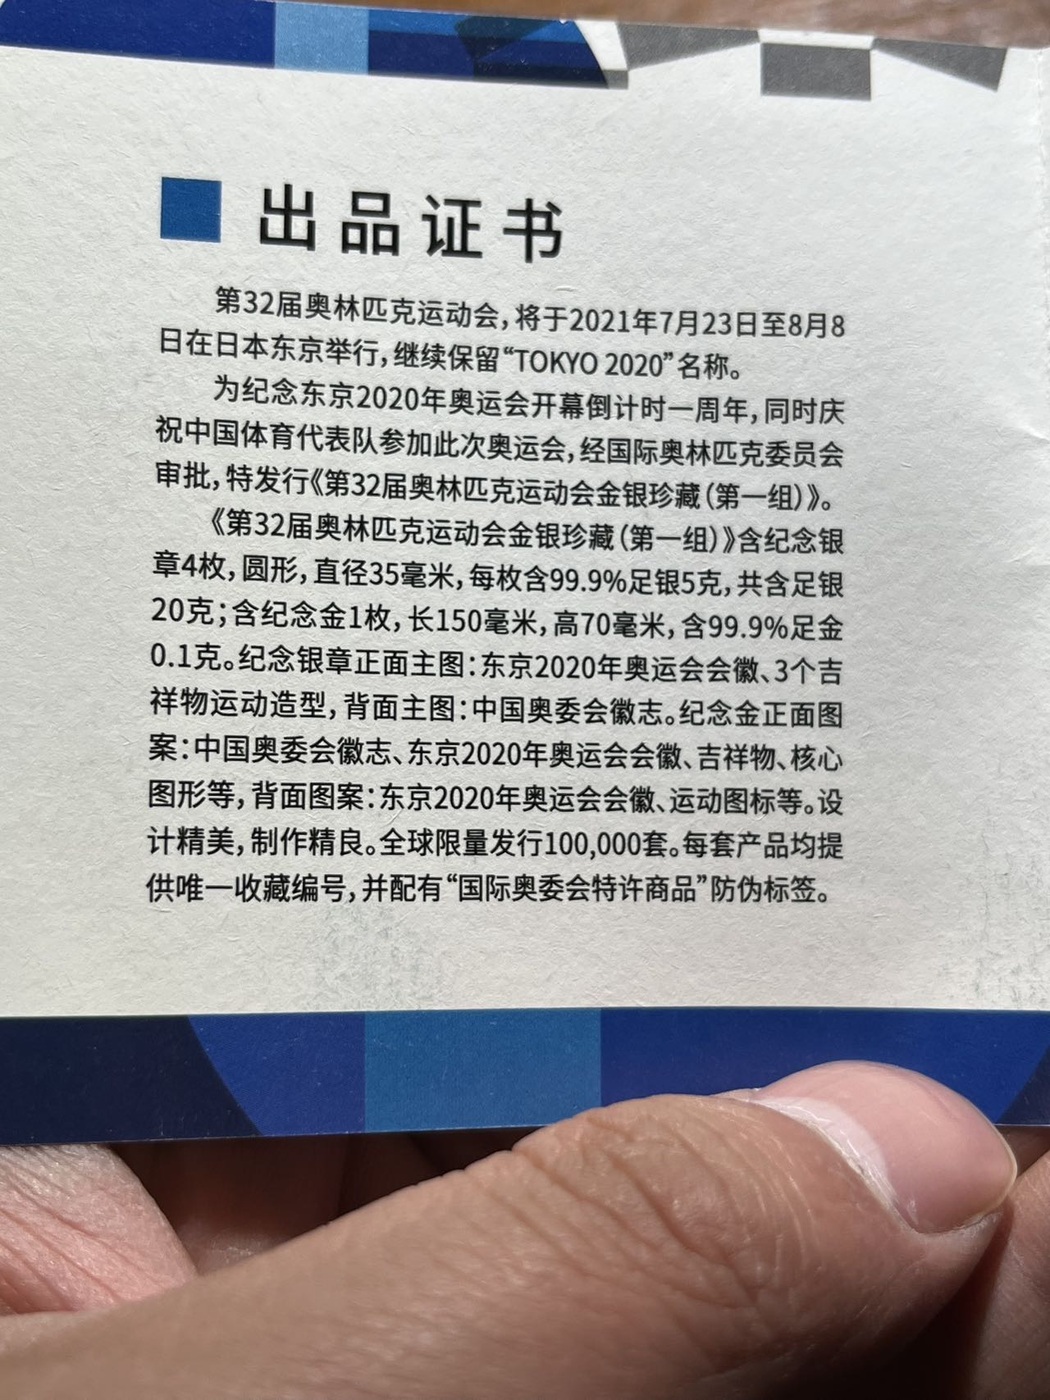 出品证书
第32届奥林匹克运动会，将于2021年7月23日至8月8
日在日本东京举行，继续保留“TOKYO 2020”名称。
为纪念东京2020年奥运会开幕倒计时一周年，同时庆
祝中国体育代表队参加此次奥运会，经国际奥林匹克委员会
审批，特发行《第32届奥林匹克运动会金银珍藏（第一组）》。
《第32届奥林匹克运动会金银珍藏（第一组）》含纪念银
章4枚，圆形，直径35毫米，每枚含99.9%足银5克，共含足银
20克；含纪念金1枚，长150毫米，高70毫米，含99.9%足金
0.1克。纪念银章正面主图：东京2020年奥运会会徽、3个吉
祥物运动造型，背面主图：中国奥委会徽志。纪念金正面图
案：中国奥委会徽志、东京2020年奥运会会徽、吉祥物、核心
图形等，背面图案：东京2020年奥运会会徽、运动图标等。设
计精美，制作精良。全球限量发行100,000套。每套产品均提
供唯一收藏编号，并配有“国际奥委会特许商品”防伪标签。